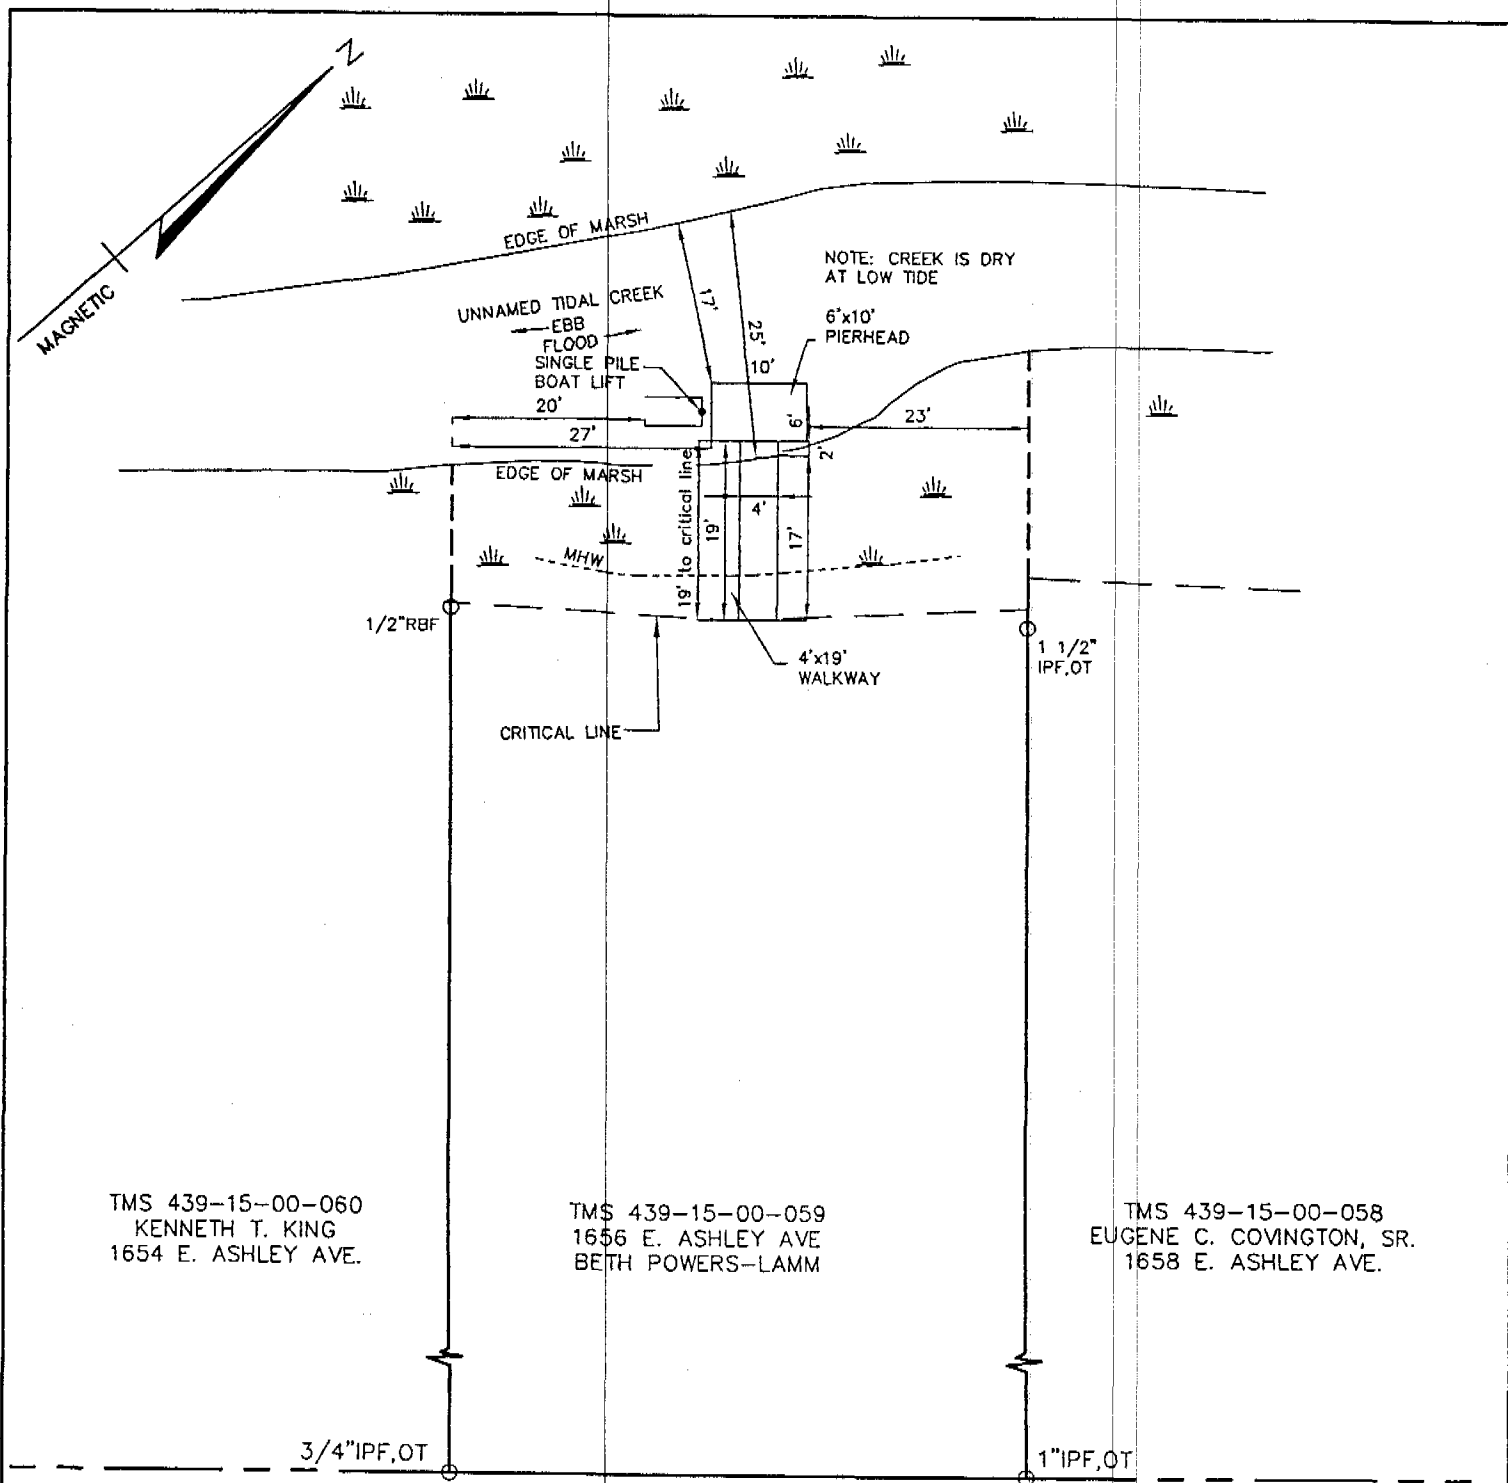 Z
MAGNETIC
EDGE OF MARSH
NOTE: CREEK IS DRY
AT LOW TIDE
UNNAMED TIDAL CREEK
EBB
FLOOD
17'
25'
6'x10'
PIERHEAD
SINGLE PILE
BOAT LIFT
10'
20'
6'
23'
27'
2'
EDGE OF MARSH
19' to critical line
19'
4'
17'
MHW
1/2"RBF
4'x19'
WALKWAY
1 1/2"
IPF,OT
CRITICAL LINE
TMS 439-15-00-060
KENNETH T. KING
1654 E. ASHLEY AVE.
TMS 439-15-00-059
1656 E. ASHLEY AVE
BETH POWERS-LAMM
TMS 439-15-00-058
EUGENE C. COVINGTON, SR.
1658 E. ASHLEY AVE.
3/4"IPF,OT
1"IPF,OT